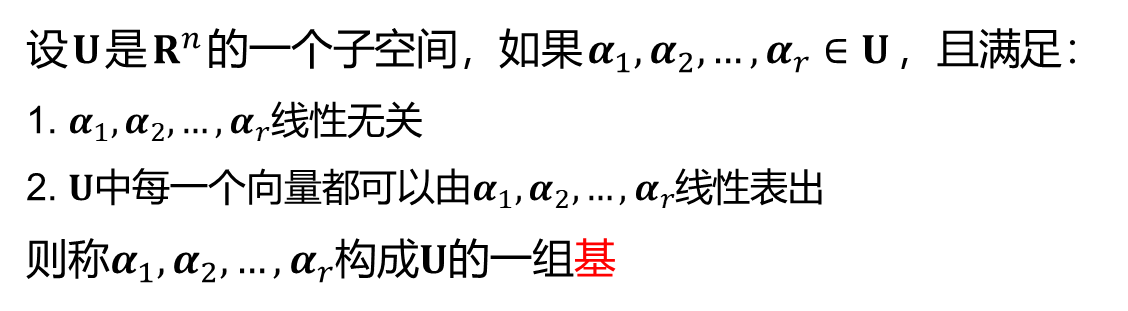 设U是Rⁿ的一个子空间，如果α₁, α₂, …, αᵣ ∈ U，且满足：
1. α₁, α₂, …, αᵣ线性无关
2. U中每一个向量都可以由α₁, α₂, …, αᵣ线性表出
则称α₁, α₂, …, αᵣ构成U的一组基